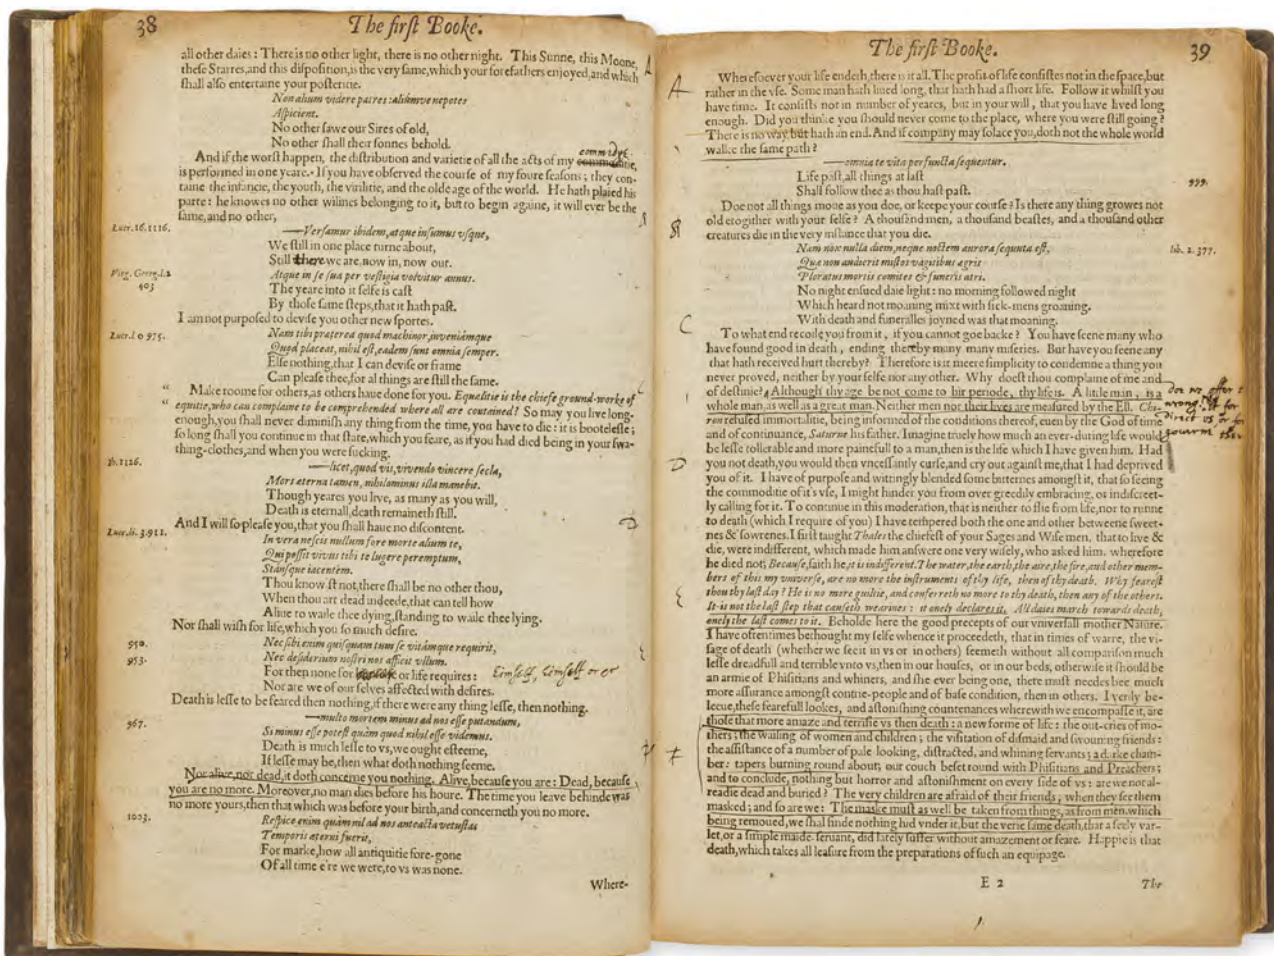 38
The firſt Booke.
all other daies: There is no other light, there is no other night. This Sunne, this Moone,
theſe Starres, and this diſpoſition, is the very ſame, which your forefathers enjoyed, and which
ſhall alſo entertaine your poſteritie.
Non alium videre patres: aliúmve nepotes
Aſpicient.
No other ſawe our Sires of old,
No other ſhall their ſonnes behold.
And if the worſt happen, the diſtribution and varietie of all the acts of my
is performed in one yeare. If you have obſerved the courſe of my foure ſeaſons; they con-
taine the infancie, the youth, the virilitie, and the olde age of the world. He hath plaied his
parte: he knowes no other wilines belonging to it, but to begin againe, it will ever be the
ſame, and no other,
Lucr. 16. 1116.
—Verſamur ibidem, atque inſumus vſque,
We ſtill in one place turne about,
Still there we are, now in, now out.
Virg. Georg. l. 2
403
Atque in ſe ſua per veſtigia volvitur annus.
The yeare into it ſelfe is caſt
By thoſe ſame ſteps, that it hath paſt.
I am not purpoſed to deviſe you other new ſportes.
Lucr. l 0 975.
Nam tibi præterea quod machiner, inveniámque
Quod placeat, nihil eſt, eadem ſunt omnia ſemper.
Elſe nothing, that I can deviſe or frame
Can pleaſe thee, for al things are ſtill the ſame.
“ Make roome for others, as others haue done for you. Equalitie is the chiefe ground-worke of
“ equitie, who can complaine to be comprehended where all are contained? So may you live long-
enough, you ſhall never diminiſh any thing from the time, you have to die: it is booteleſſe;
ſo long ſhall you continue in that ſtate, which you feare, as if you had died being in your ſwa-
thing-clothes, and when you were ſucking.
Ib. 1126.
—licet, quod vis, vivendo vincere ſecla,
Mors æterna tamen, nihilominus illa manebit.
Though yeares you live, as many as you will,
Death is eternall, death remaineth ſtill.
And I will ſo pleaſe you, that you ſhall haue no diſcontent.
Lucr. li. 3. 911.
In vera neſcis nullum fore morte alium te,
Qui poſſit vivus tibi te lugere peremptum,
Stánſque iacentem.
Thou know ſt not, there ſhall be no other thou,
When thou art dead indeede, that can tell how
Aliue to waile thee dying, ſtanding to waile thee lying.
Nor ſhall wiſh for life, which you ſo much deſire.
950.
Nec ſibi enim quiſquam tum ſe vitámque requirit,
953.
Nec deſiderium noſtri nos afficit vllum.
For then none for or life requires:
Nor are we of our ſelves affected with deſires.
Death is leſſe to be feared then nothing, if there were any thing leſſe, then nothing.
967.
—multo mortem minus ad nos eſſe putandum,
Si minus eſſe poteſt quàm quod nihil eſſe videmus.
Death is much leſſe to vs, we ought eſteeme,
If leſſe may be, then what doth nothing ſeeme.
Nor alive, nor dead, it doth concerne you nothing. Alive, becauſe you are: Dead, becauſe
you are no more. Moreover, no man dies before his houre. The time you leave behinde was
no more yours, then that which was before your birth, and concerneth you no more.
1003.
Reſpice enim quàm nil ad nos anteacta vetuſtas
Temporis æterni fuerit,
For marke, how all antiquitie fore-gone
Of all time e're we were, to vs was none.
Where-
The firſt Booke.
39
Whereſoever your life endeth, there is it all. The profit of life conſiſtes not in the ſpace, but
rather in the vſe. Some man hath lived long, that hath had a ſhort life. Follow it whilſt you
have time. It conſiſts not in number of yeares, but in your will, that you have lived long
enough. Did you thinke you ſhould never come to the place, where you were ſtill going?
There is no way but hath an end. And if company may ſolace you, doth not the whole world
walke the ſame path?
—omnia te vita perfuncta ſequentur.
Life paſt, all things at laſt
Shall follow thee as thou haſt paſt.
999.
Doe not all things moue as you doe, or keepe your courſe? Is there any thing growes not
old etogither with your ſelfe? A thouſand men, a thouſand beaſtes, and a thouſand other
creatures die in the very inſtance that you die.
Nam nox nulla diem, neque noctem aurora ſequuta eſt,
lib. 2. 377.
Quæ non audierit miſtos vagitibus ægris
Ploratus mortis comites & funeris atri.
No night enſued daie light: no morning followed night
Which heard not moaning mixt with ſick-mens groaning,
With death and funeralles joyned was that moaning.
To what end recoile you from it, if you cannot goe backe? You have ſeene many who
have found good in death, ending thereby many many miſeries. But have you ſeene any
that hath received hurt thereby? Therefore is it meere ſimplicity to condemne a thing you
never proved, neither by your ſelfe nor any other. Why doeſt thou complaine of me and
of deſtinie? Although thy age be not come to hir periode, thy life is. A little man, is a
whole man, as well as a great man. Neither men nor their lives are meaſured by the Ell. Chi-
ron refuſed immortalitie, being informed of the conditions thereof, euen by the God of time
and of continuance, Saturne his father. Imagine truely how much an ever-during life would
be leſſe tollerable and more painefull to a man, then is the life which I have given him. Had
you not death, you would then vnceſſantly curſe, and cry out againſt me, that I had deprived
you of it. I have of purpoſe and wittingly blended ſome bitternes amongſt it, that ſo ſeeing
the commoditie of it's vſe, I might hinder you from over greedily embracing, or indiſcreet-
ly calling for it. To continue in this moderation, that is neither to flie from life, nor to runne
to death (which I require of you) I have tempered both the one and other betweene ſweet-
nes & ſowrenes. I firſt taught Thales the chiefeſt of your Sages and Wiſe men, that to live &
die, were indifferent, which made him anſwere one very wiſely, who asked him. wherefore
he died not; Becauſe, ſaith he, it is indifferent. The water, the earth, the aire, the fire, and other mem-
bers of this my vniverſe, are no more the inſtruments of thy life, then of thy death. Why feareſt
thou thy laſt day? He is no more guiltie, and conferreth no more to thy death, then any of the others.
It is not the laſt ſtep that cauſeth wearines: it onely declares it. All daies march towards death,
onely the laſt comes to it. Beholde here the good precepts of our vniverſall mother Nature.
I have oftentimes bethought my ſelfe whence it proceedeth, that in times of warre, the vi-
ſage of death (whether we ſee it in vs or in others) ſeemeth without all compariſon much
leſſe dreadfull and terrible vnto vs, then in our houſes, or in our beds, otherwiſe it ſhould be
an armie of Phiſitians and whiners, and ſhe ever being one, there muſt needes bee much
more aſſurance amongſt contrie-people and of baſe condition, then in others. I verily be-
leeue, theſe fearefull lookes, and aſtoniſhing countenances wherewith we encompaſſe it, are
thoſe that more amaze and terrifie vs then death: a new forme of life: the out-cries of mo-
thers; the wailing of women and children; the viſitation of diſmaid and ſwouning friends:
the aſſiſtance of a number of pale looking, diſtracted, and whining ſervants; a darke cham-
ber: tapers burning round about; our couch beſet round with Phiſitians and Preachers;
and to conclude, nothing but horror and aſtoniſhment on every ſide of vs: are we not al-
readie dead and buried? The very children are afraid of their friends, when they ſee them
masked; and ſo are we: The maske muſt as well be taken from things, as from men, which
being remoued, we ſhall finde nothing hid vnder it, but the verie ſame death, that a ſeely var-
let, or a ſimple maide-ſeruant, did lately ſuffer without amazement or feare. Happie is that
death, which takes all leaſure from the preparations of ſuch an equipage.
E 2
The